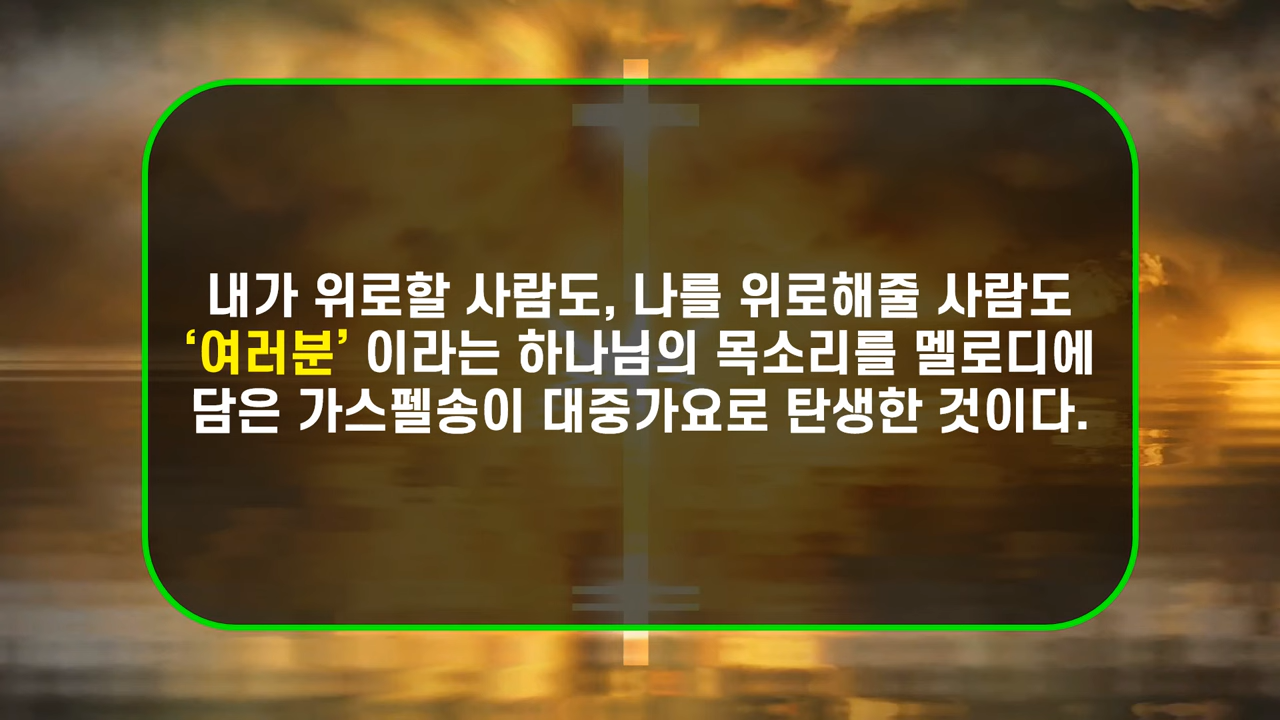 내가 위로할 사람도, 나를 위로해줄 사람도
‘여러분’ 이라는 하나님의 목소리를 멜로디에
담은 가스펠송이 대중가요로 탄생한 것이다.